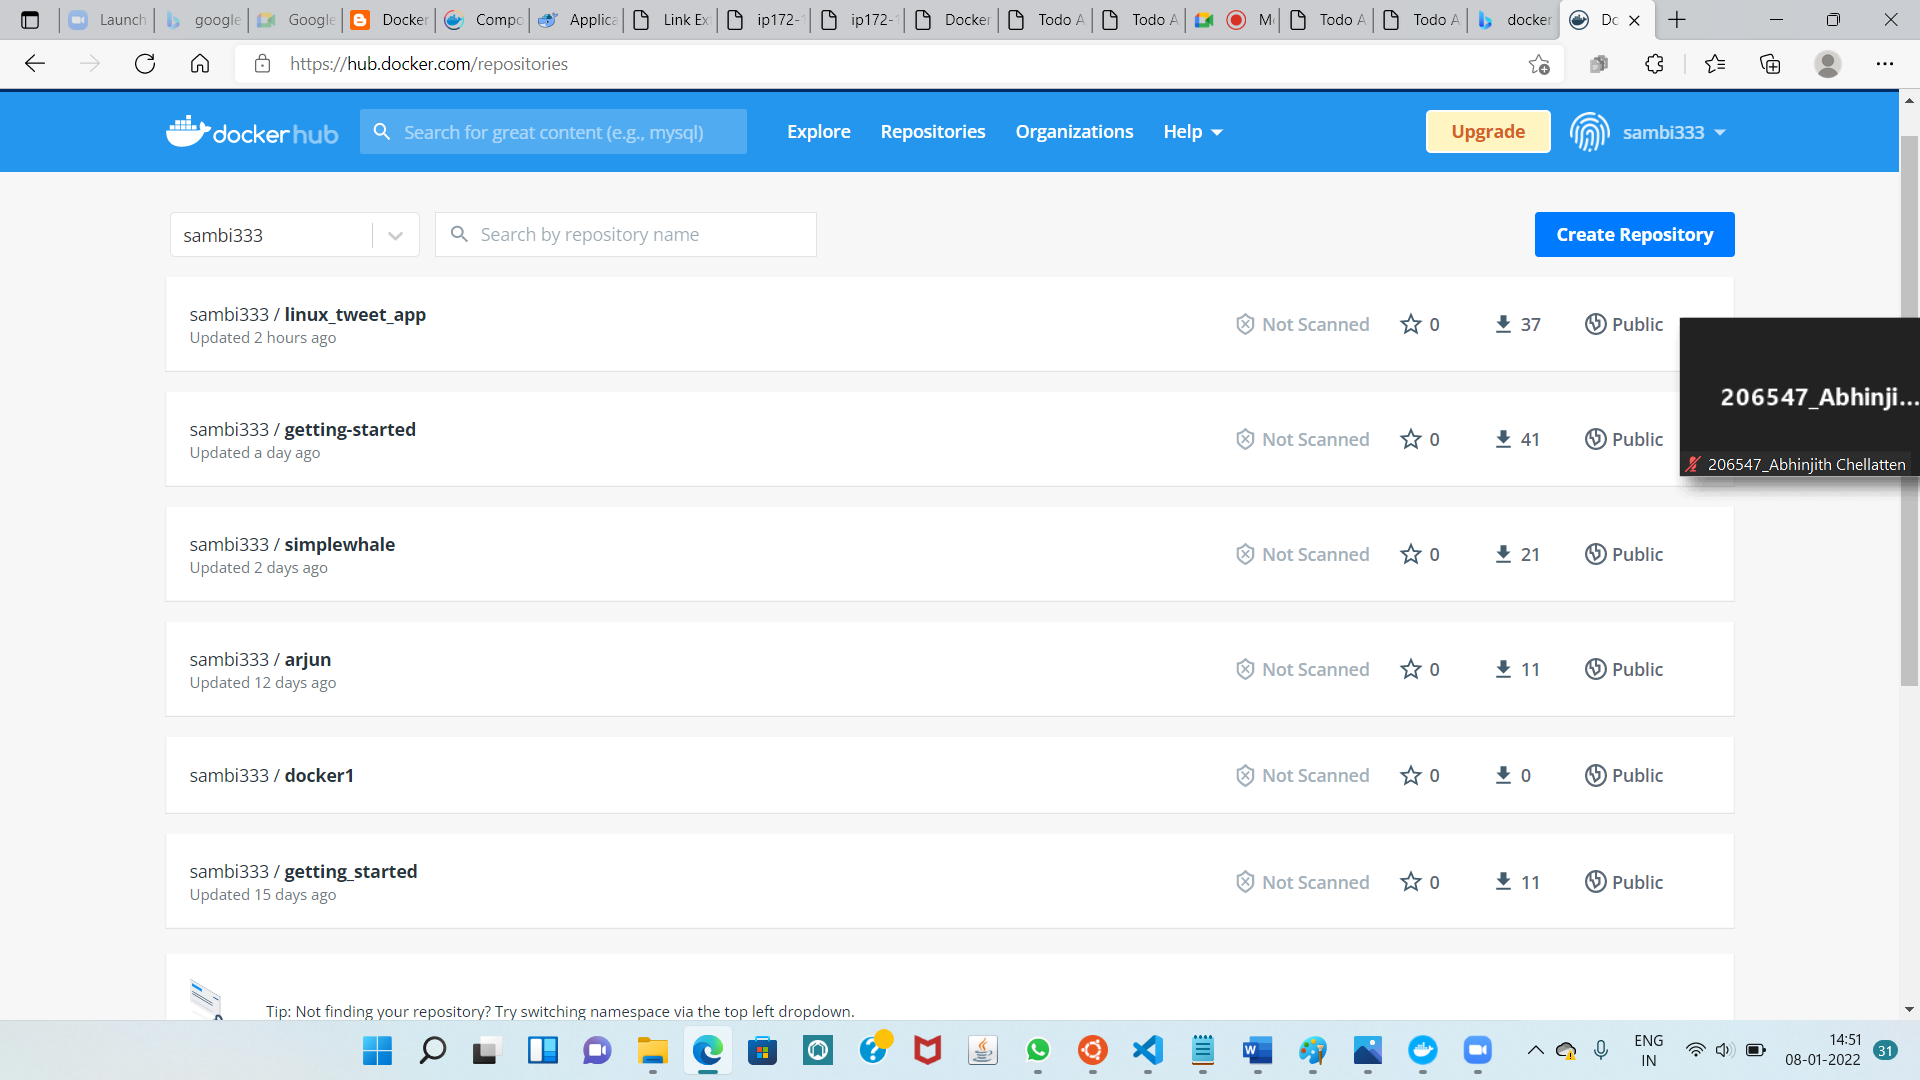 Launch
google
Google
Docker
Compo
Applica
Link Ex
ip172-1
ip172-1
Docker
Todo A
Todo A
M
Todo A
Todo A
docker
Do
https://hub.docker.com/repositories
docker hub
Search for great content (e.g., mysql)
Explore
Repositories
Organizations
Help
Upgrade
sambi333
sambi333
Search by repository name
Create Repository
sambi333 / linux_tweet_app
Updated 2 hours ago
Not Scanned
0
37
Public
sambi333 / getting-started
Updated a day ago
Not Scanned
0
41
Public
206547_Abhinji...
206547_Abhinjith Chellatten
sambi333 / simplewhale
Updated 2 days ago
Not Scanned
0
21
Public
sambi333 / arjun
Updated 12 days ago
Not Scanned
0
11
Public
sambi333 / docker1
Not Scanned
0
0
Public
sambi333 / getting_started
Updated 15 days ago
Not Scanned
0
11
Public
Tip: Not finding your repository? Try switching namespace via the top left dropdown.
ENG
IN
14:51
08-01-2022
31